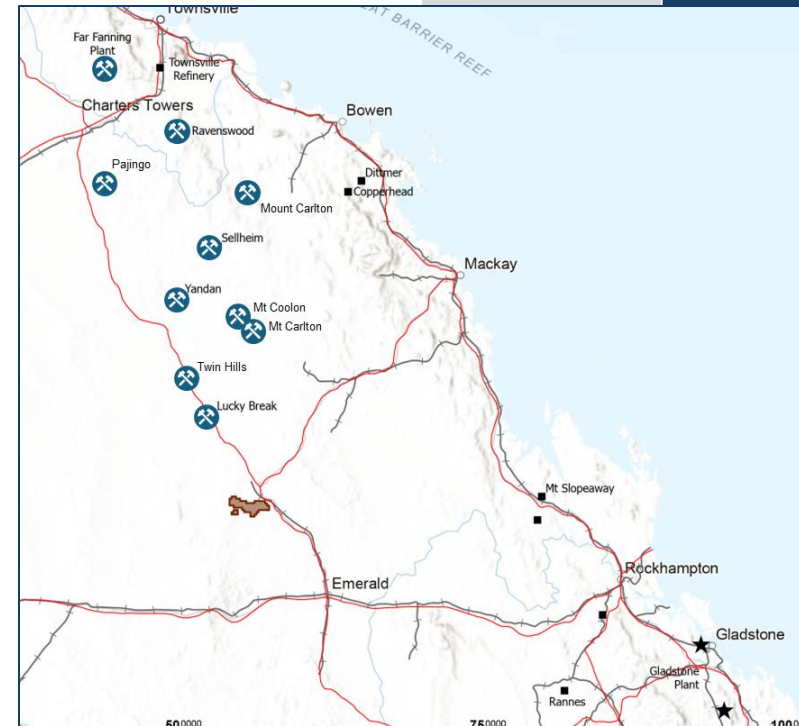 Townsville
GREAT BARRIER REEF
Far Fanning
Plant
Townsville
Refinery
Charters Towers
Ravenswood
Bowen
Pajingo
Dittmer
Copperhead
Mount Carlton
Sellheim
Mackay
Yandan
Mt Coolon
Mt Carlton
Twin Hills
Lucky Break
Mt Slopeaway
Rockhampton
Emerald
Gladstone
Gladstone
Plant
Rannes
500000
750000